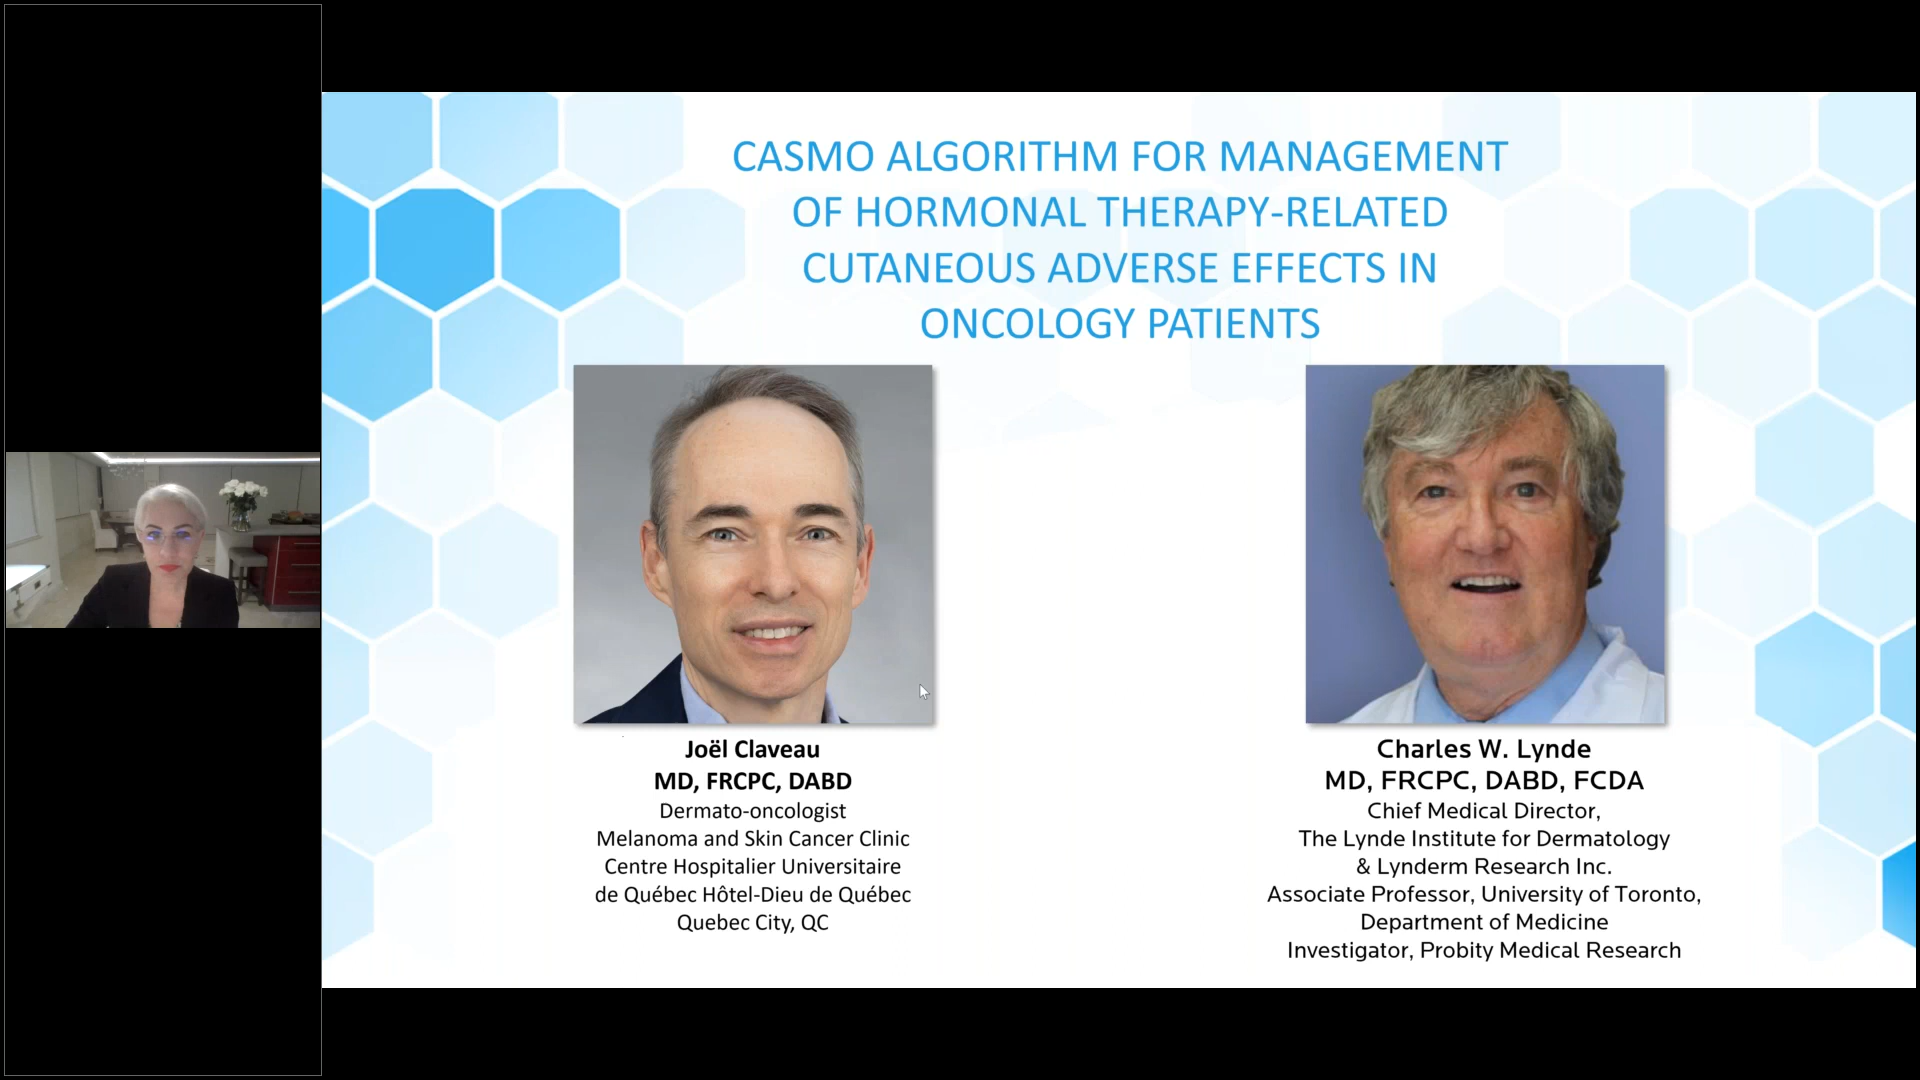 CASMO ALGORITHM FOR MANAGEMENT
OF HORMONAL THERAPY-RELATED
CUTANEOUS ADVERSE EFFECTS IN
ONCOLOGY PATIENTS
Joël Claveau
MD, FRCPC, DABD
Dermato-oncologist
Melanoma and Skin Cancer Clinic
Centre Hospitalier Universitaire
de Québec Hôtel-Dieu de Québec
Quebec City, QC
Charles W. Lynde
MD, FRCPC, DABD, FCDA
Chief Medical Director,
The Lynde Institute for Dermatology
& Lynderm Research Inc.
Associate Professor, University of Toronto,
Department of Medicine
Investigator, Probity Medical Research